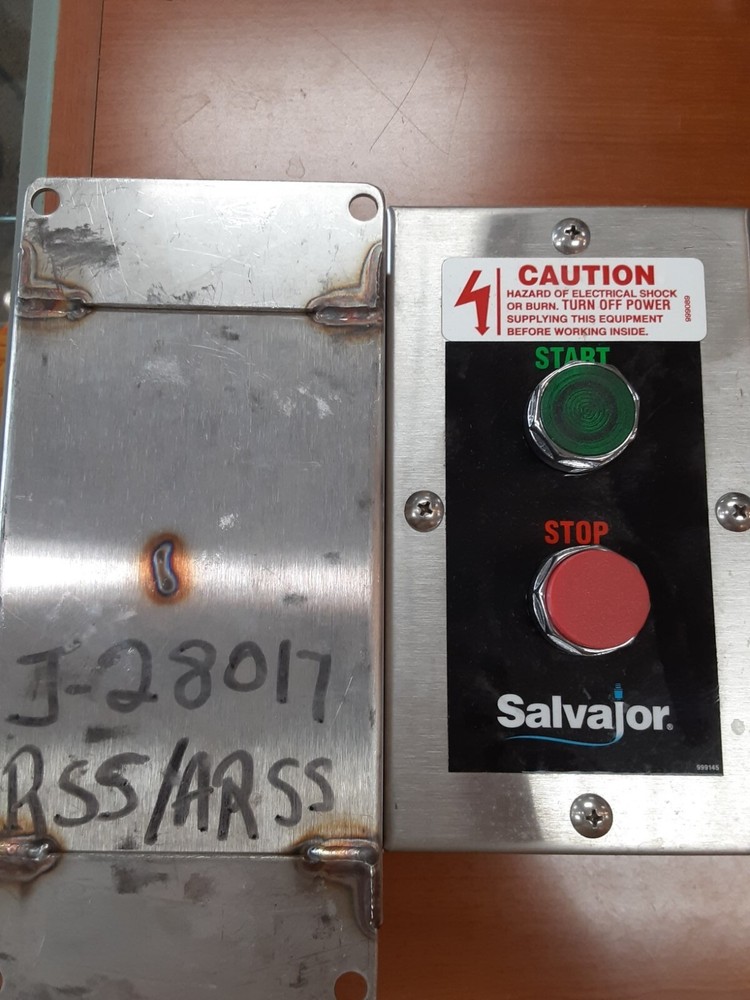 J-28017
RSS/ARSS
CAUTION
HAZARD OF ELECTRICAL SHOCK
OR BURN. TURN OFF POWER
SUPPLYING THIS EQUIPMENT
BEFORE WORKING INSIDE.
START
STOP
Salvajor®